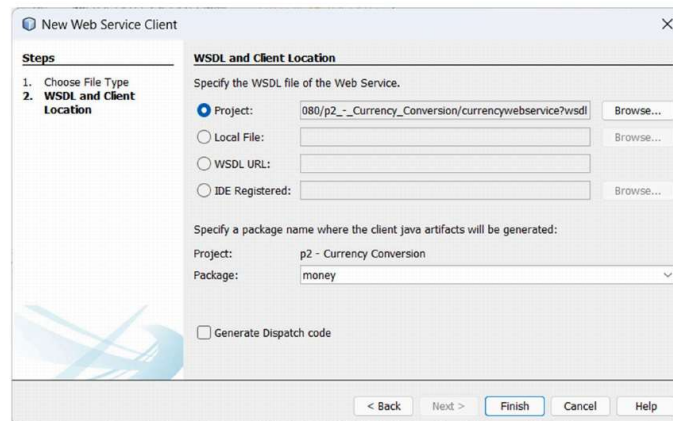 New Web Service Client
Steps
1. Choose File Type
2. WSDL and Client
Location
WSDL and Client Location
Specify the WSDL file of the Web Service.
Project: 080/p2_-_Currency_Conversion/currencywebservice?wsdl Browse...
Local File: Browse...
WSDL URL:
IDE Registered: Browse...
Specify a package name where the client java artifacts will be generated:
Project: p2 - Currency Conversion
Package: money
Generate Dispatch code
< Back Next > Finish Cancel Help